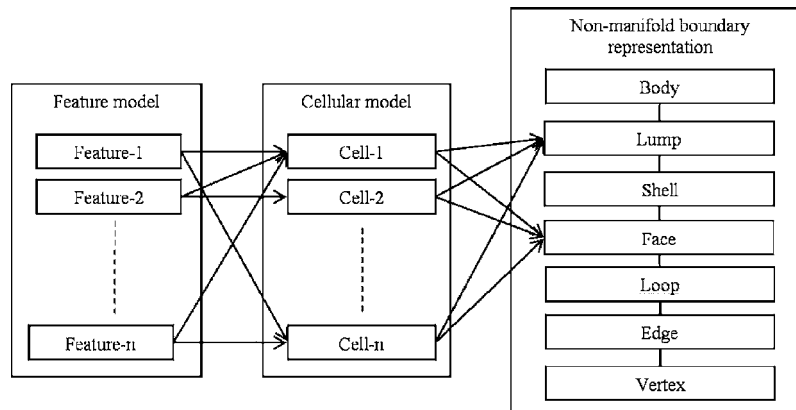 Feature model
Feature-1
Feature-2
Feature-n
Cellular model
Cell-1
Cell-2
Cell-n
Non-manifold boundary
representation
Body
Lump
Shell
Face
Loop
Edge
Vertex